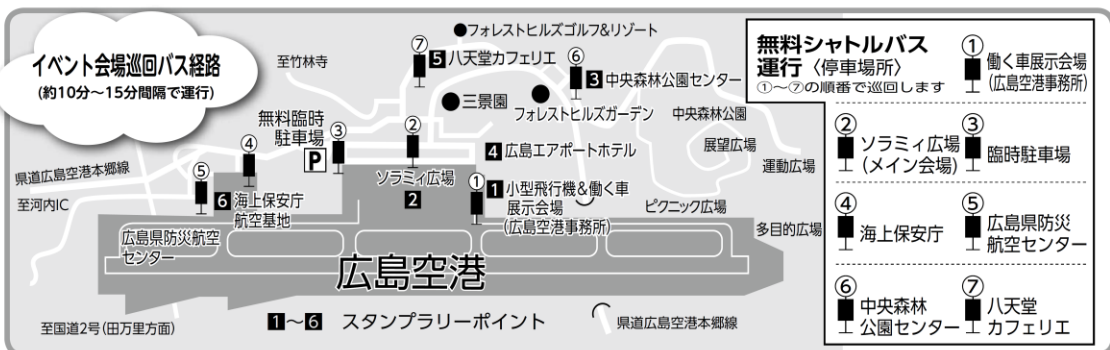 イベント会場巡回バス経路
(約10分〜15分間隔で運行)
至竹林寺
⑦
5 八天堂カフェリエ
●フォレストヒルズゴルフ&リゾート
⑥
3 中央森林公園センター
三景園
フォレストヒルズガーデン
中央森林公園
展望広場
運動広場
無料臨時
駐車場
P
③
②
4 広島エアポートホテル
ソラミィ広場
2
①
1 小型飛行機&働く車
展示会場
(広島空港事務所)
ピクニック広場
多目的広場
県道広島空港本郷線
至河内IC
⑤
④
6 海上保安庁
航空基地
広島県防災航空
センター
広島空港
至国道2号(田万里方面)
1〜6 スタンプラリーポイント
県道広島空港本郷線
無料シャトルバス
運行〈停車場所〉
①〜⑦の順番で巡回します
①
働く車展示会場
(広島空港事務所)
②
ソラミィ広場
(メイン会場)
③
臨時駐車場
④
海上保安庁
⑤
広島県防災
航空センター
⑥
中央森林
公園センター
⑦
八天堂
カフェリエ